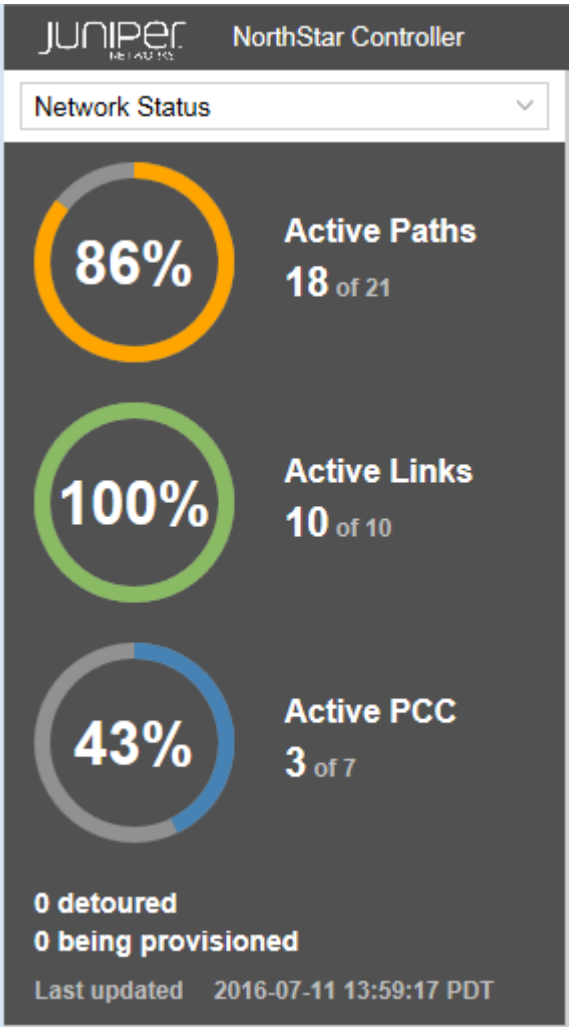 JUNIPER
NETWORKS
NorthStar Controller
Network Status
86%
Active Paths
18 of 21
100%
Active Links
10 of 10
43%
Active PCC
3 of 7
0 detoured
0 being provisioned
Last updated 2016-07-11 13:59:17 PDT